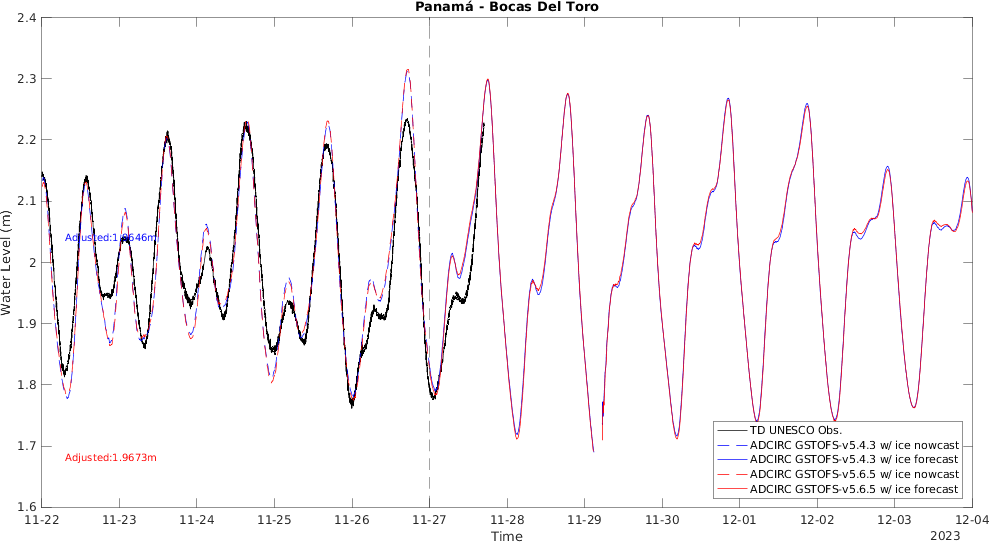 Panamá - Bocas Del Toro
Water Level (m)
2.4
2.3
2.2
2.1
2
1.9
1.8
1.7
1.6
Adjusted:1.9646m
Adjusted:1.9673m
TD UNESCO Obs.
ADCIRC GSTOFS-v5.4.3 w/ ice nowcast
ADCIRC GSTOFS-v5.4.3 w/ ice forecast
ADCIRC GSTOFS-v5.6.5 w/ ice nowcast
ADCIRC GSTOFS-v5.6.5 w/ ice forecast
11-22 11-23 11-24 11-25 11-26 11-27 11-28 11-29 11-30 12-01 12-02 12-03 12-04
Time
2023